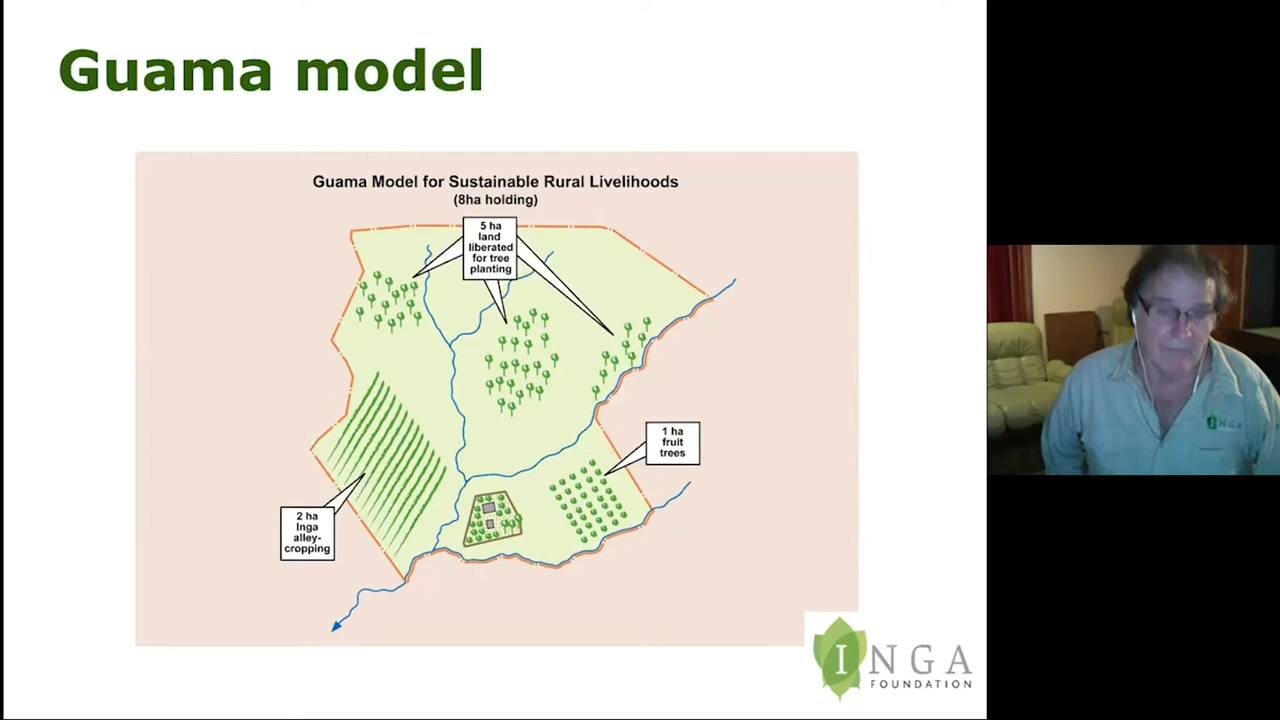 Guama model
Guama Model for Sustainable Rural Livelihoods
(8ha holding)
5 ha
land
liberated
for tree
planting
1 ha
fruit
trees
2 ha
Inga
alley-
cropping
INGA
FOUNDATION
INGA